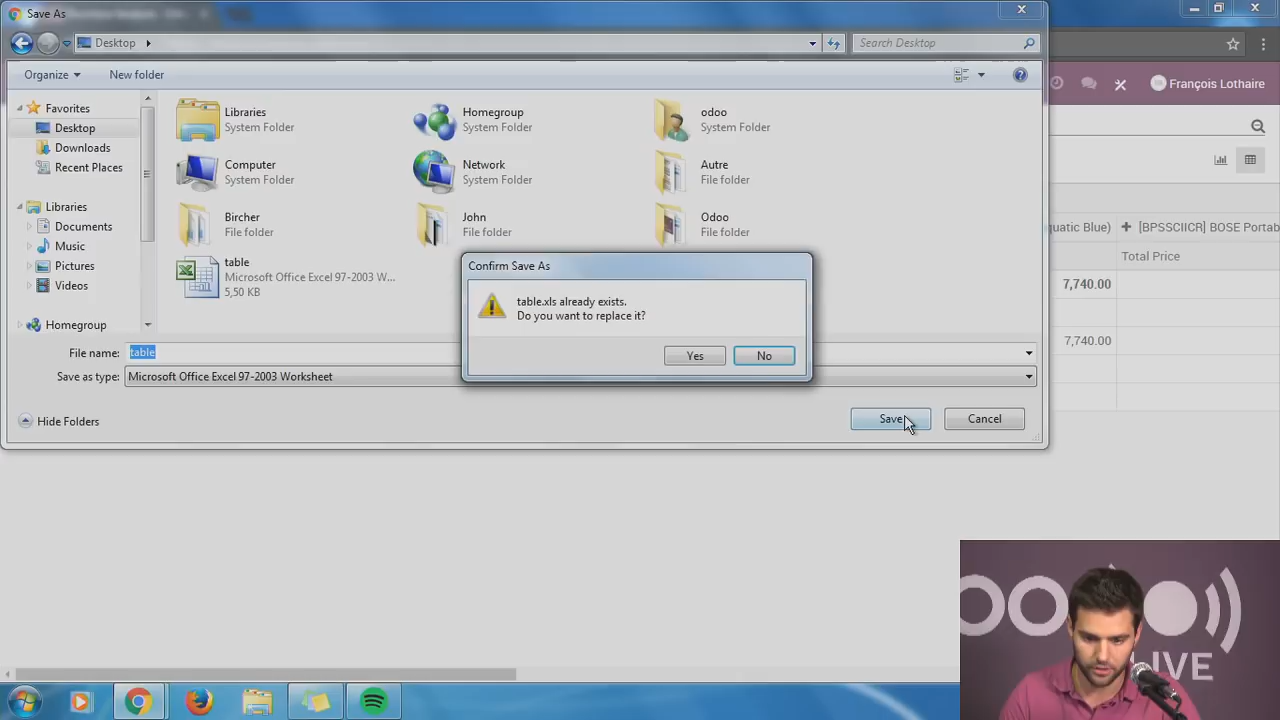 Save As
Desktop
Search Desktop
Organize
New folder
François Lothaire
Favorites
Desktop
Downloads
Recent Places
Libraries
Documents
Music
Pictures
Videos
Homegroup
Libraries
System Folder
Homegroup
System Folder
odoo
System Folder
Computer
System Folder
Network
System Folder
Autre
File folder
Bircher
File folder
John
File folder
Odoo
File folder
table
Microsoft Office Excel 97-2003 W...
5,50 KB
quatic Blue)
[BPSSCIICR] BOSE Portab
Total Price
7,740.00
7,740.00
Confirm Save As
table.xls already exists.
Do you want to replace it?
Yes
No
File name:
table
Save as type:
Microsoft Office Excel 97-2003 Worksheet
Hide Folders
Save
Cancel
LIVE